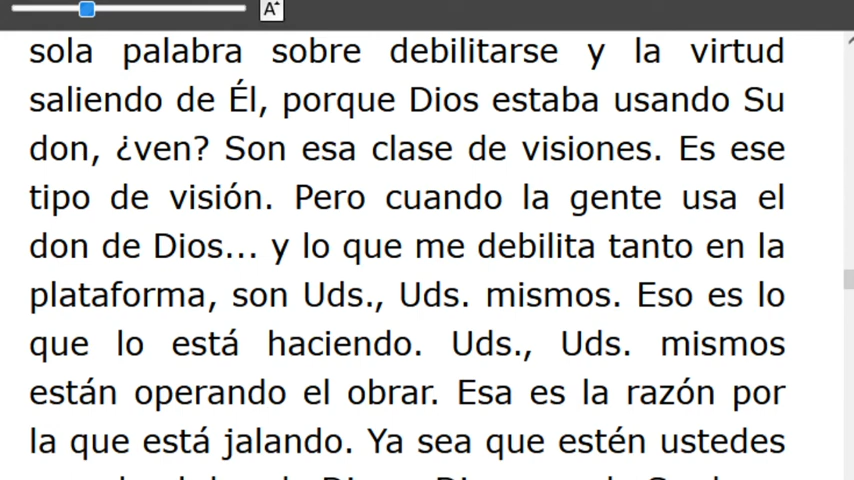 A
sola palabra sobre debilitarse y la virtud
saliendo de Él, porque Dios estaba usando Su
don, ¿ven? Son esa clase de visiones. Es ese
tipo de visión. Pero cuando la gente usa el
don de Dios… y lo que me debilita tanto en la
plataforma, son Uds., Uds. mismos. Eso es lo
que lo está haciendo. Uds., Uds. mismos
están operando el obrar. Esa es la razón por
la que está jalando. Ya sea que estén ustedes